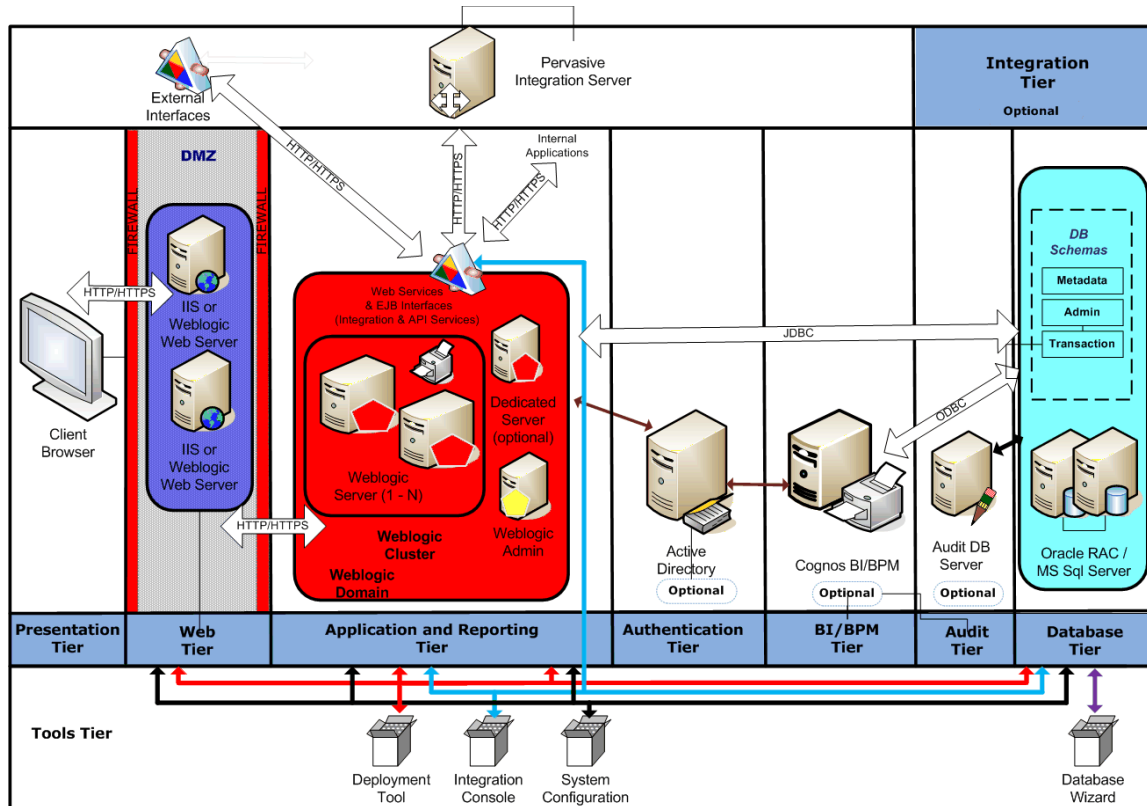 Pervasive
Integration Server
External
Interfaces
Integration
Tier
Optional
Internal
Applications
HTTP/HTTPS
HTTP/HTTPS
HTTP/HTTPS
DMZ
FIREWALL
FIREWALL
HTTP/HTTPS
IIS or
Weblogic
Web Server
IIS or
Weblogic
Web Server
Client
Browser
HTTP/HTTPS
Web Services
& EJB Interfaces
(Integration & API Services)
Dedicated
Server
(optional)
Weblogic
Server (1 - N)
Weblogic
Admin
Weblogic
Cluster
Weblogic
Domain
JDBC
ODBC
Active
Directory
Optional
Cognos BI/BPM
Optional
Audit DB
Server
Optional
DB
Schemas
Metadata
Admin
Transaction
Oracle RAC /
MS Sql Server
Presentation
Tier
Web
Tier
Application and Reporting
Tier
Authentication
Tier
BI/BPM
Tier
Audit
Tier
Database
Tier
Tools Tier
Deployment
Tool
Integration
Console
System
Configuration
Database
Wizard